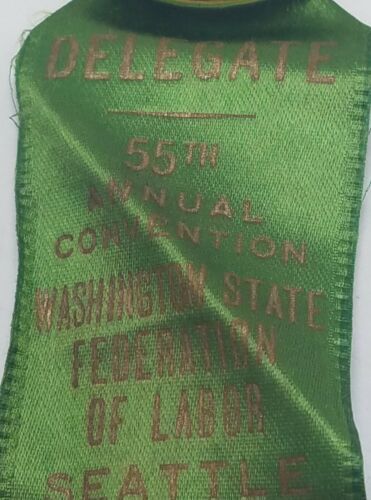 DELEGATE
55TH
ANNUAL
CONVENTION
WASHINGTON STATE
FEDERATION
OF LABOR
SEATTLE